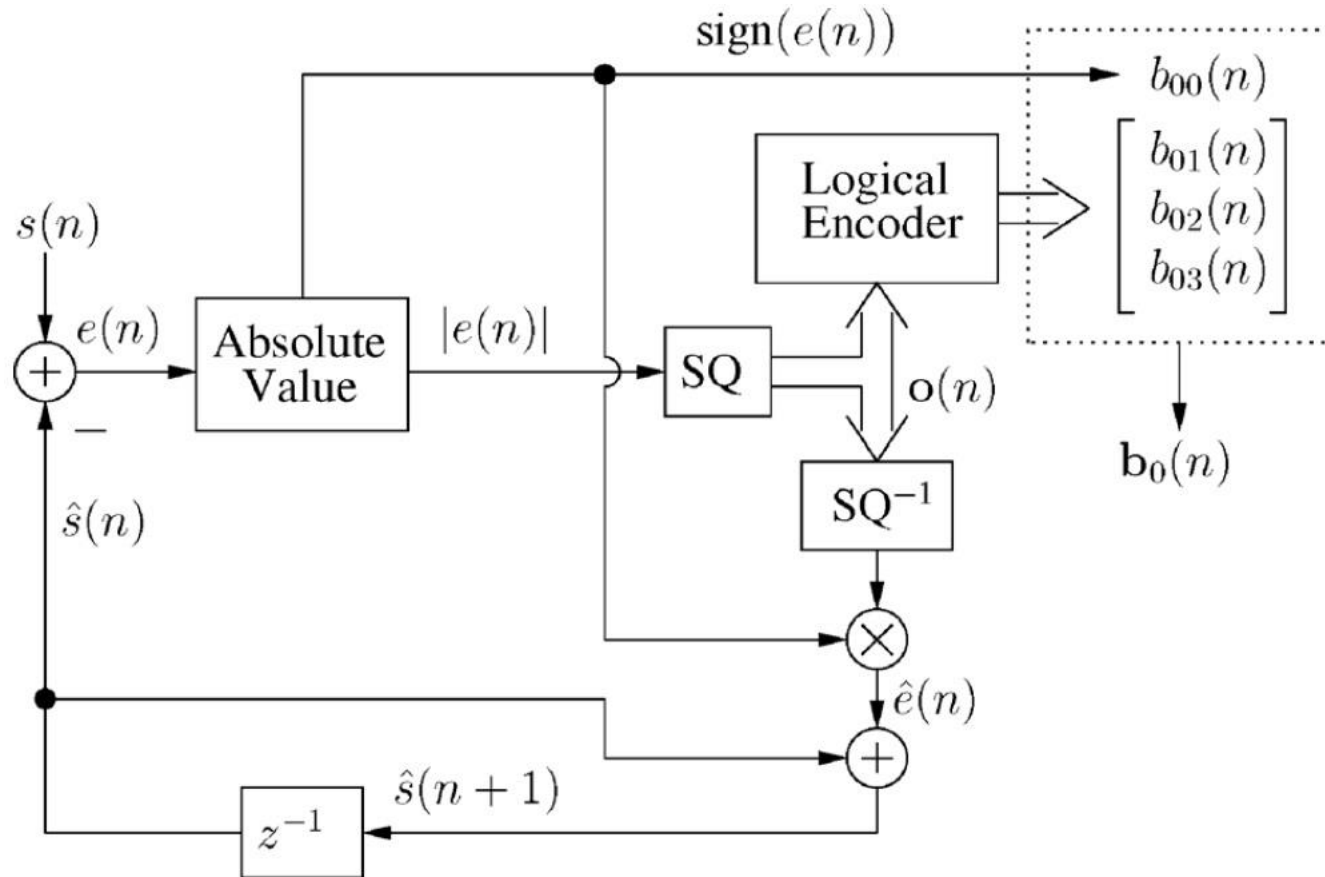 sign(e(n))
b₀₀(n)
b₀₁(n)
b₀₂(n)
b₀₃(n)
Logical
Encoder
s(n)
e(n)
Absolute
Value
|e(n)|
SQ
o(n)
b₀(n)
+
−
ŝ(n)
SQ⁻¹
×
ê(n)
+
ŝ(n + 1)
z⁻¹